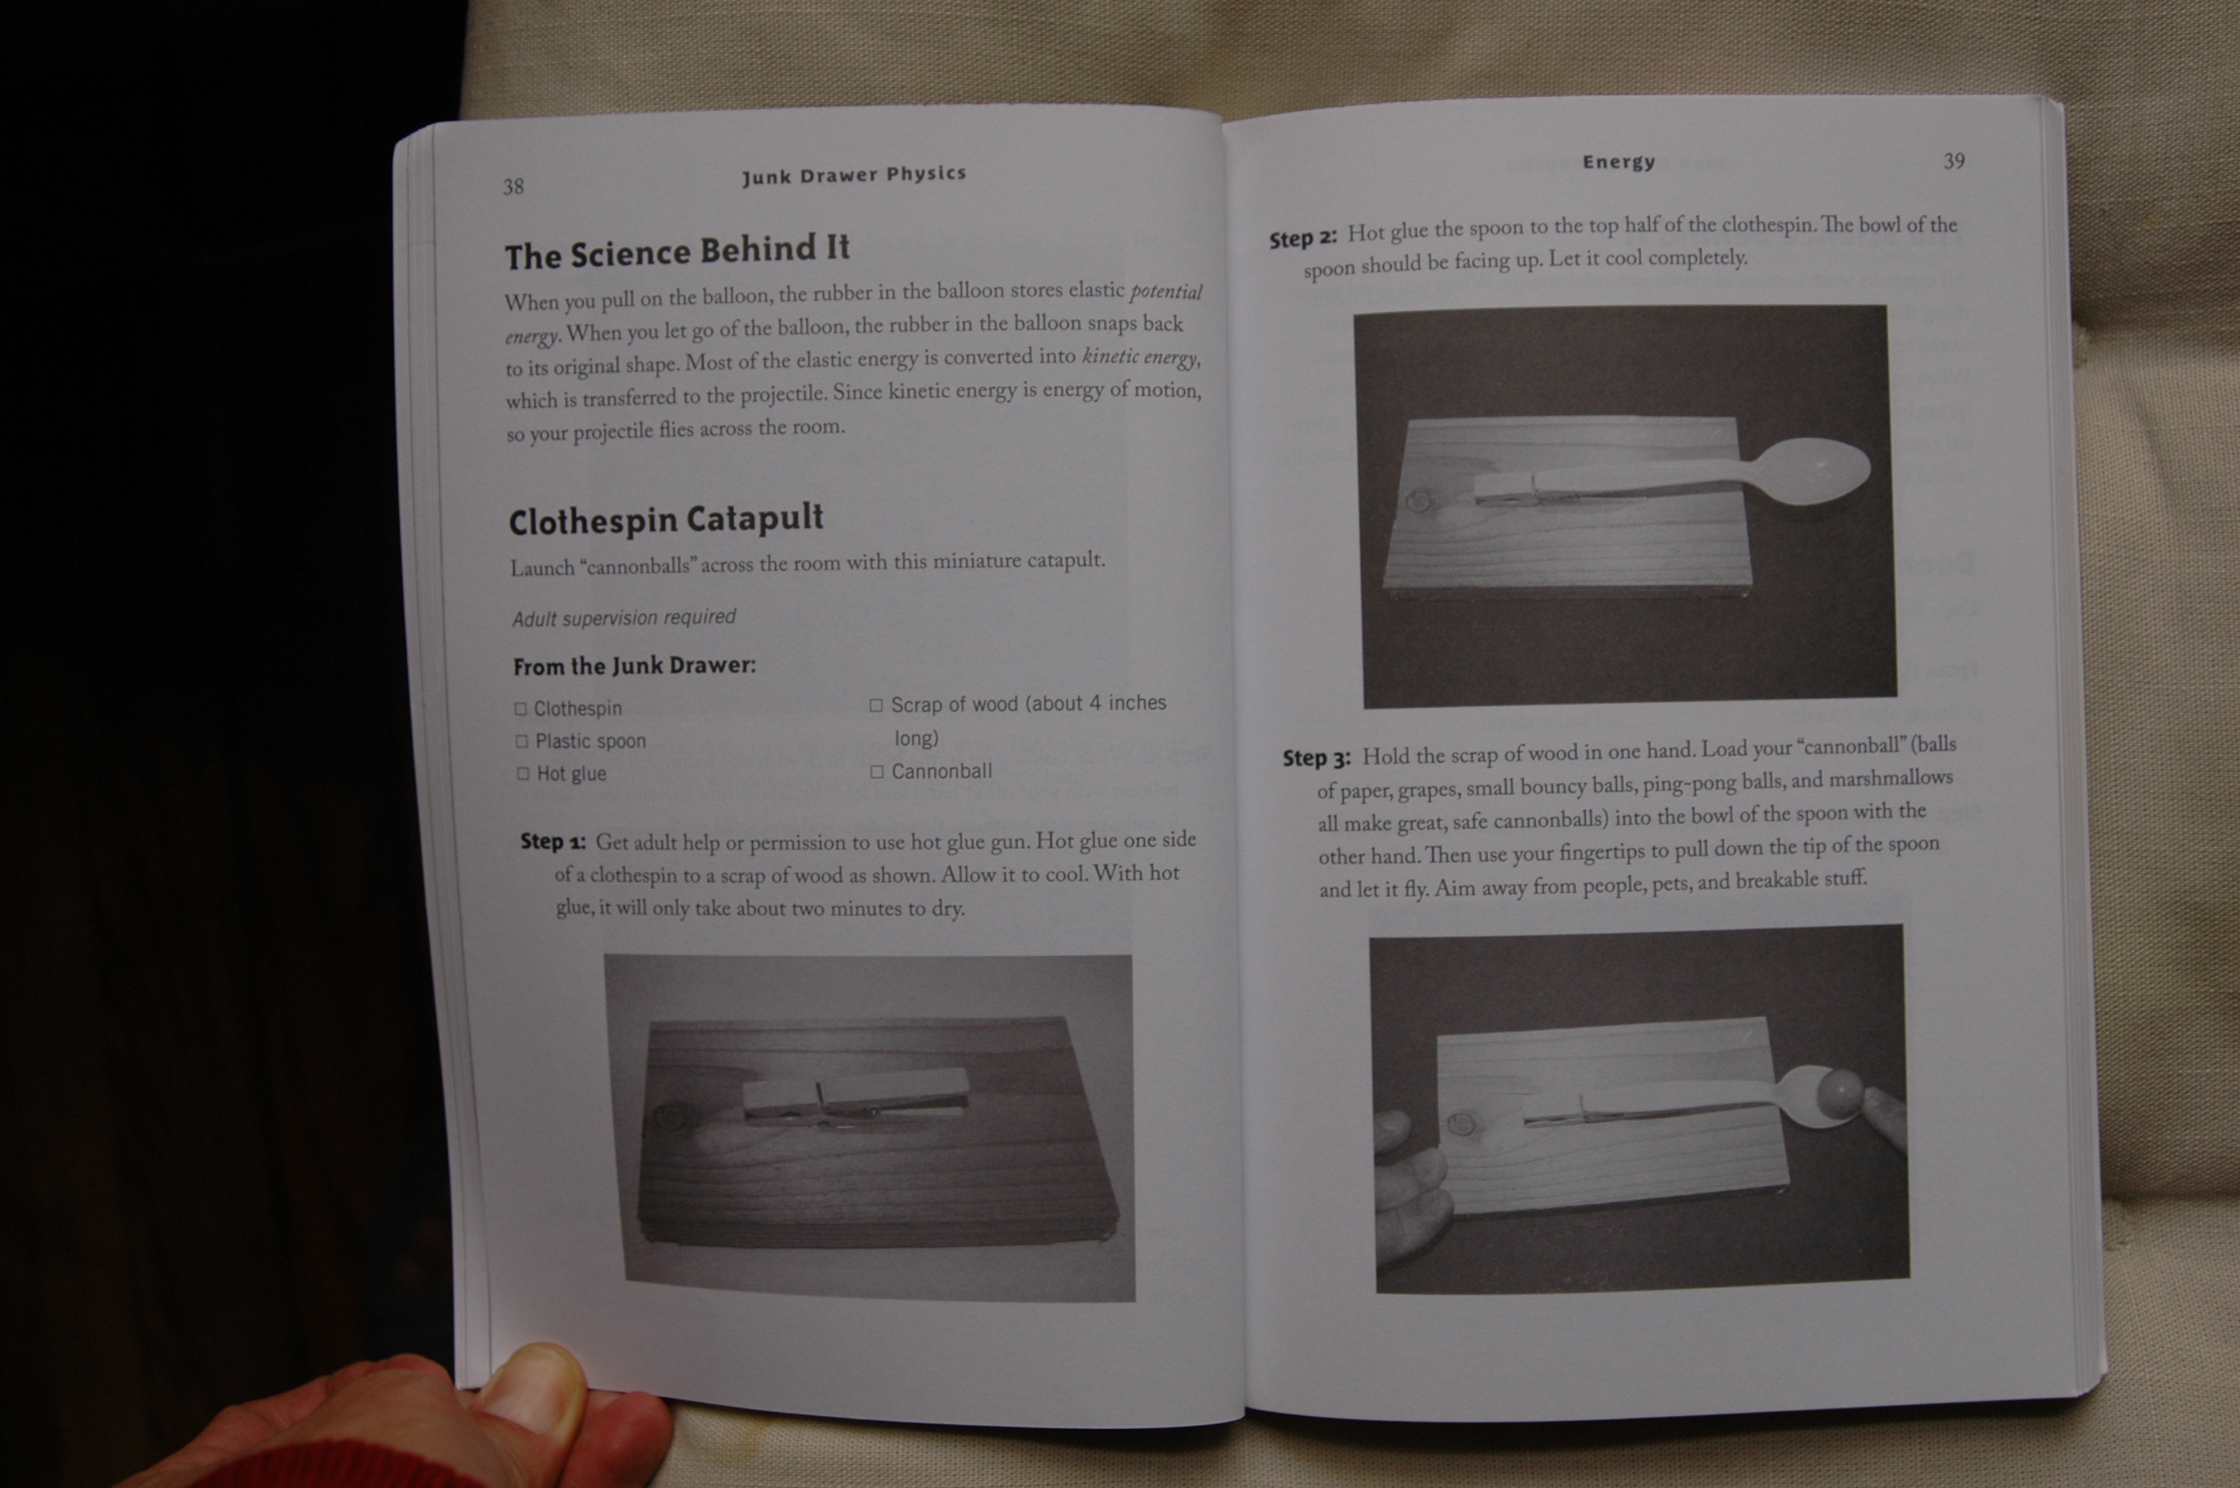 38
Junk Drawer Physics
The Science Behind It
When you pull on the balloon, the rubber in the balloon stores elastic potential
energy. When you let go of the balloon, the rubber in the balloon snaps back
to its original shape. Most of the elastic energy is converted into kinetic energy,
which is transferred to the projectile. Since kinetic energy is energy of motion,
so your projectile flies across the room.
Clothespin Catapult
Launch “cannonballs” across the room with this miniature catapult.
Adult supervision required
From the Junk Drawer:
□ Clothespin
□ Plastic spoon
□ Hot glue
□ Scrap of wood (about 4 inches
long)
□ Cannonball
Step 1: Get adult help or permission to use hot glue gun. Hot glue one side
of a clothespin to a scrap of wood as shown. Allow it to cool. With hot
glue, it will only take about two minutes to dry.
Energy
39
Step 2: Hot glue the spoon to the top half of the clothespin. The bowl of the
spoon should be facing up. Let it cool completely.
Step 3: Hold the scrap of wood in one hand. Load your “cannonball” (balls
of paper, grapes, small bouncy balls, ping-pong balls, and marshmallows
all make great, safe cannonballs) into the bowl of the spoon with the
other hand. Then use your fingertips to pull down the tip of the spoon
and let it fly. Aim away from people, pets, and breakable stuff.